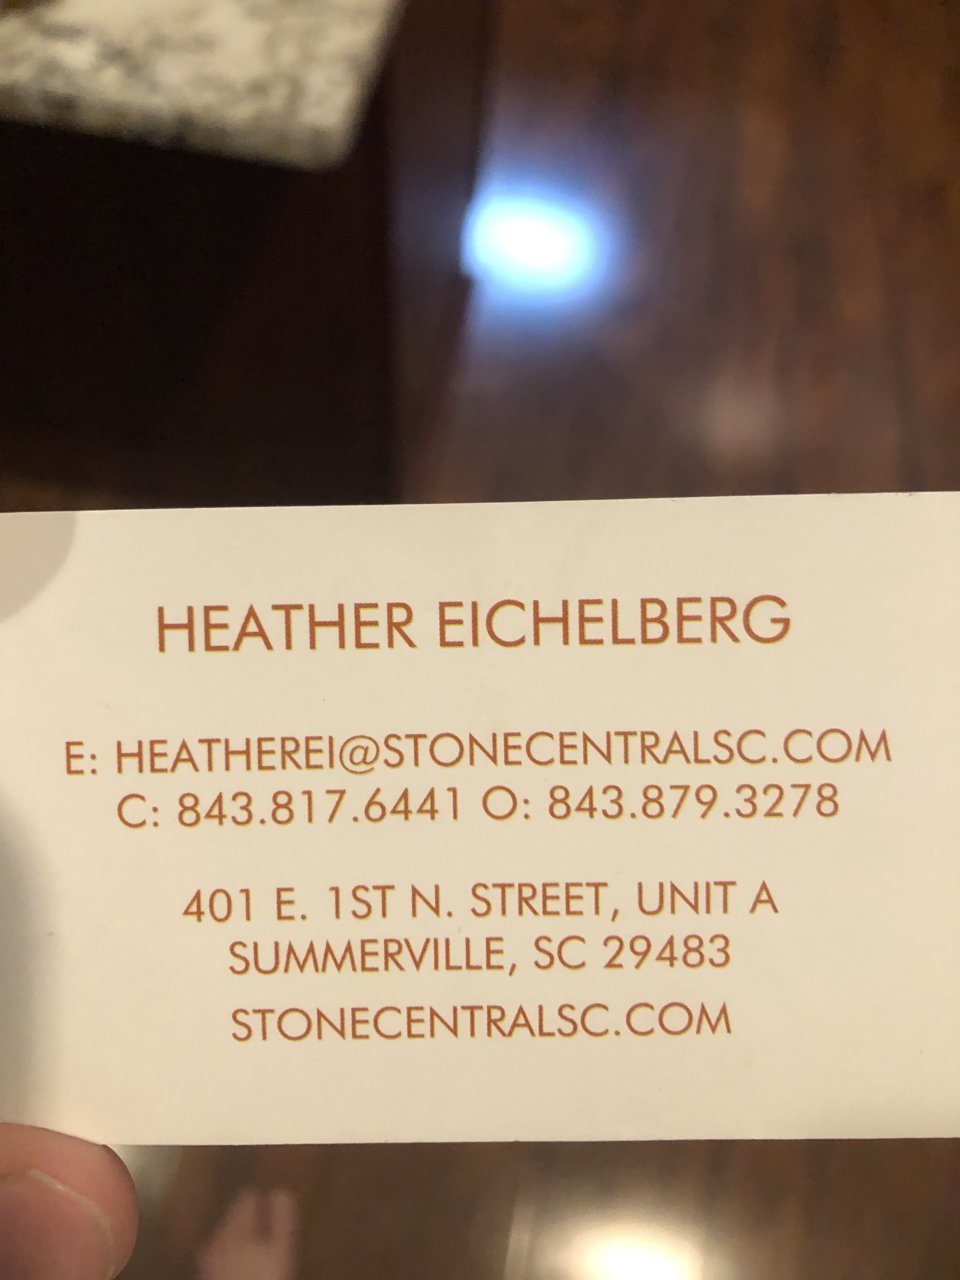 HEATHER EICHELBERG
E: HEATHEREI@STONECENTRALSC.COM
C: 843.817.6441 O: 843.879.3278
401 E. 1ST N. STREET, UNIT A
SUMMERVILLE, SC 29483
STONECENTRALSC.COM